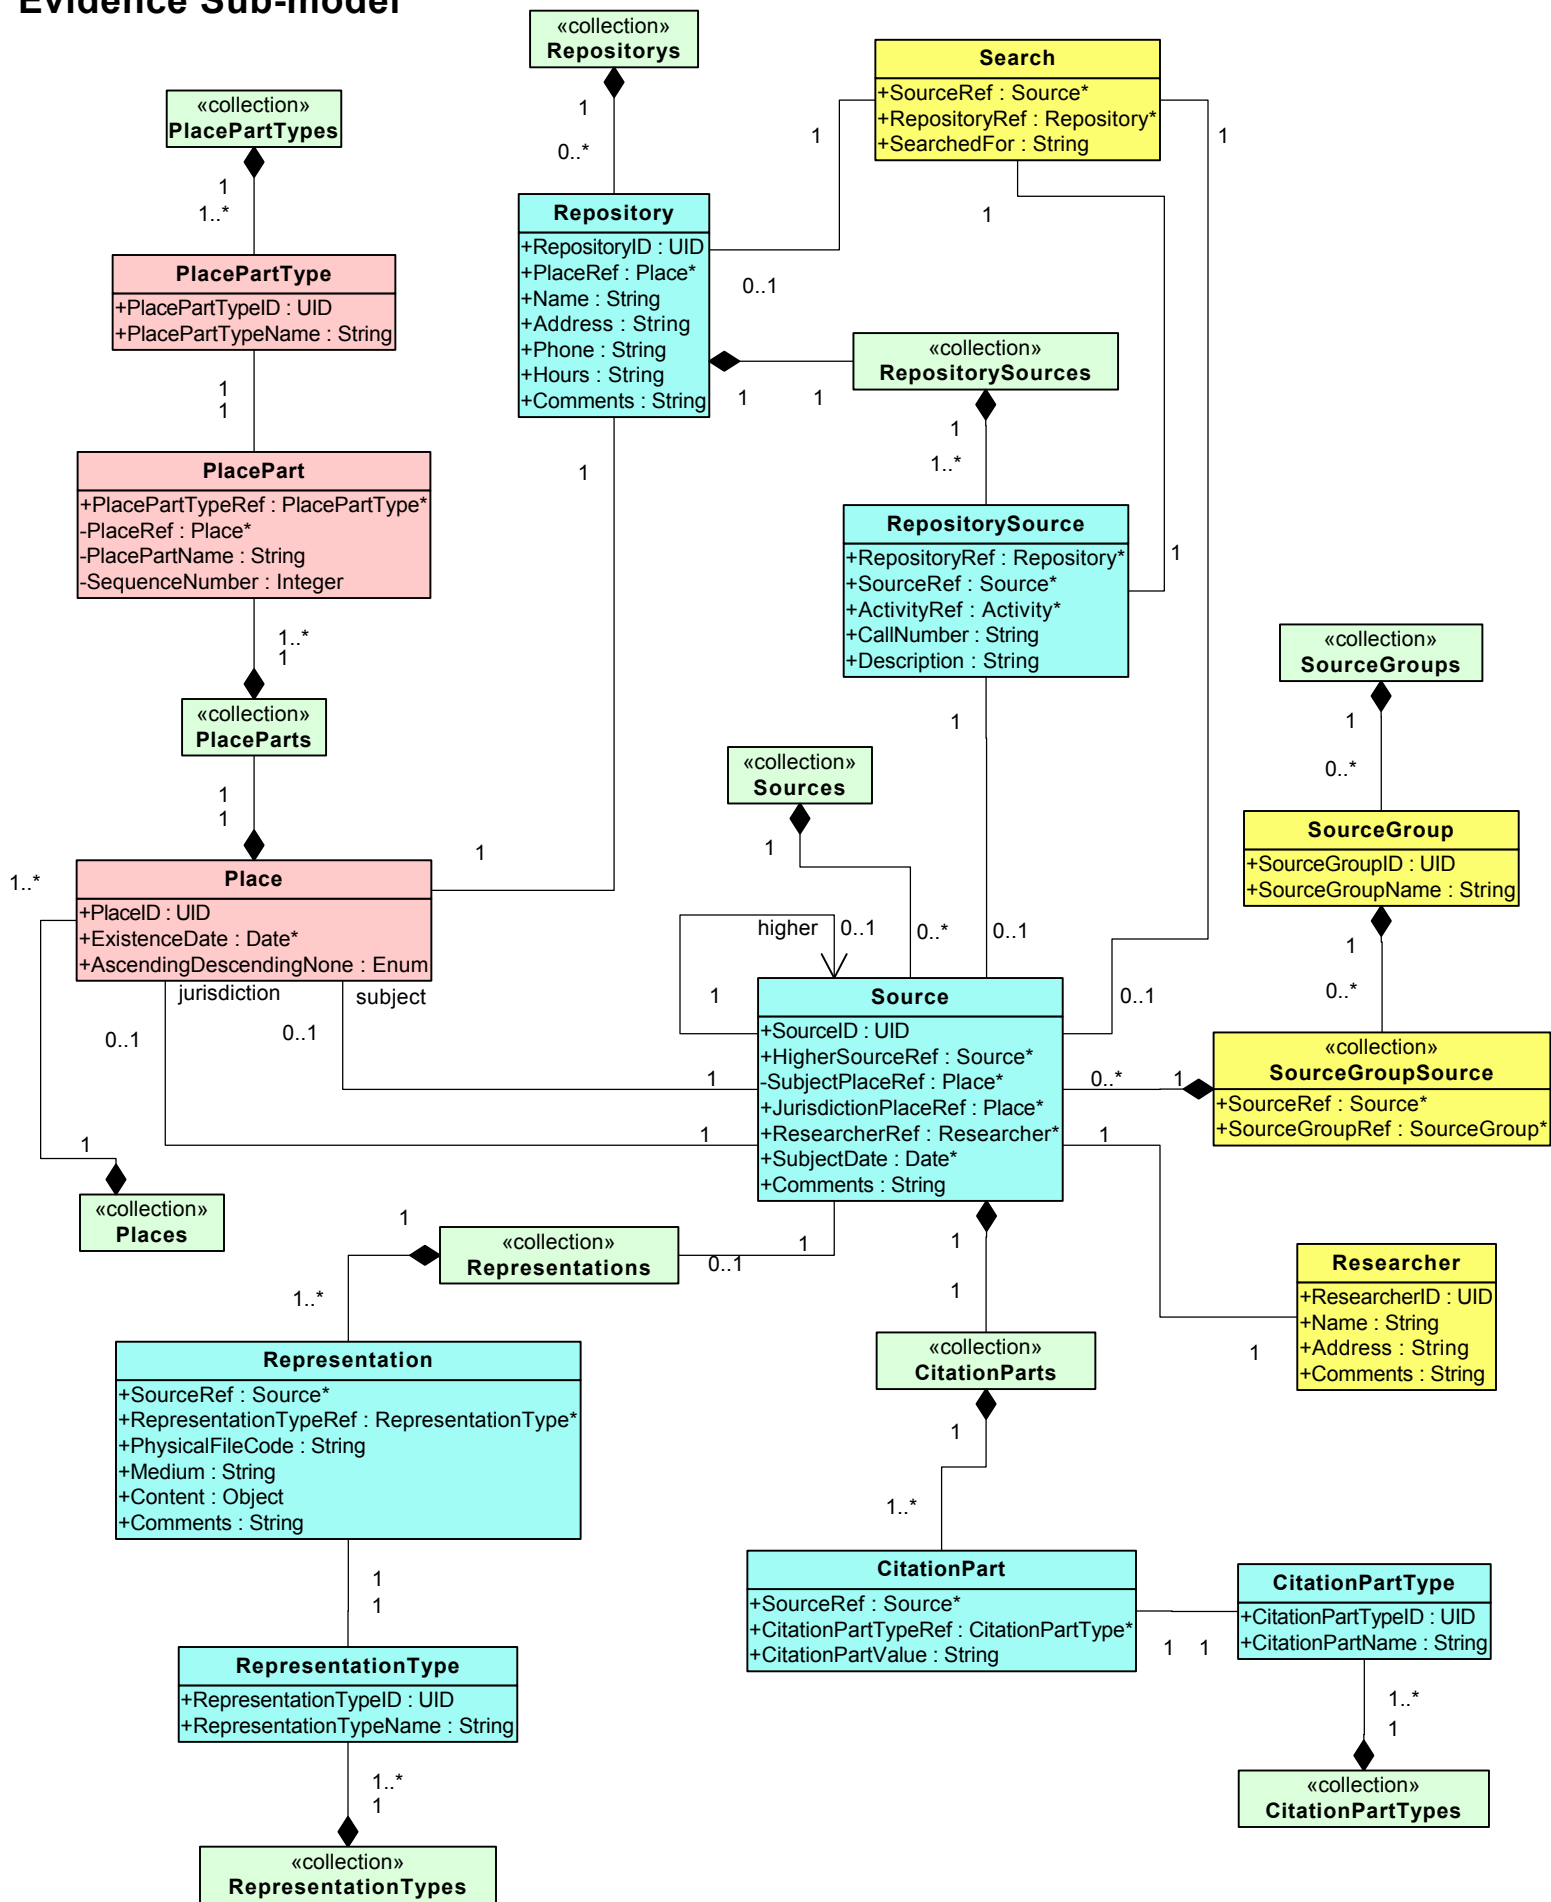 Evidence Sub-model
«collection»
Repositorys
1
0..*
Search
+SourceRef : Source*
+RepositoryRef : Repository*
+SearchedFor : String
1
1
1
«collection»
PlacePartTypes
1
1..*
Repository
+RepositoryID : UID
+PlaceRef : Place*
+Name : String
+Address : String
+Phone : String
+Hours : String
+Comments : String
0..1
1
1
1
PlacePartType
+PlacePartTypeID : UID
+PlacePartTypeName : String
1
1
«collection»
RepositorySources
1
1..*
PlacePart
+PlacePartTypeRef : PlacePartType*
-PlaceRef : Place*
-PlacePartName : String
-SequenceNumber : Integer
1..*
1
RepositorySource
+RepositoryRef : Repository*
+SourceRef : Source*
+ActivityRef : Activity*
+CallNumber : String
+Description : String
1
1
0..1
«collection»
PlaceParts
1
1
«collection»
SourceGroups
1
0..*
«collection»
Sources
1
0..*
SourceGroup
+SourceGroupID : UID
+SourceGroupName : String
1
0..*
1..*
1
Place
+PlaceID : UID
+ExistenceDate : Date*
+AscendingDescendingNone : Enum
jurisdiction
subject
0..1
0..1
1
1
1
higher
0..1
1
Source
+SourceID : UID
+HigherSourceRef : Source*
-SubjectPlaceRef : Place*
+JurisdictionPlaceRef : Place*
+ResearcherRef : Researcher*
+SubjectDate : Date*
+Comments : String
0..1
0..*
1
1
«collection»
SourceGroupSource
+SourceRef : Source*
+SourceGroupRef : SourceGroup*
«collection»
Places
1
«collection»
Representations
0..1
1
1..*
1
1
Researcher
+ResearcherID : UID
+Name : String
+Address : String
+Comments : String
1
Representation
+SourceRef : Source*
+RepresentationTypeRef : RepresentationType*
+PhysicalFileCode : String
+Medium : String
+Content : Object
+Comments : String
1
1
«collection»
CitationParts
1
1..*
CitationPart
+SourceRef : Source*
+CitationPartTypeRef : CitationPartType*
+CitationPartValue : String
1
1
CitationPartType
+CitationPartTypeID : UID
+CitationPartName : String
1..*
1
RepresentationType
+RepresentationTypeID : UID
+RepresentationTypeName : String
1..*
1
«collection»
CitationPartTypes
«collection»
RepresentationTypes